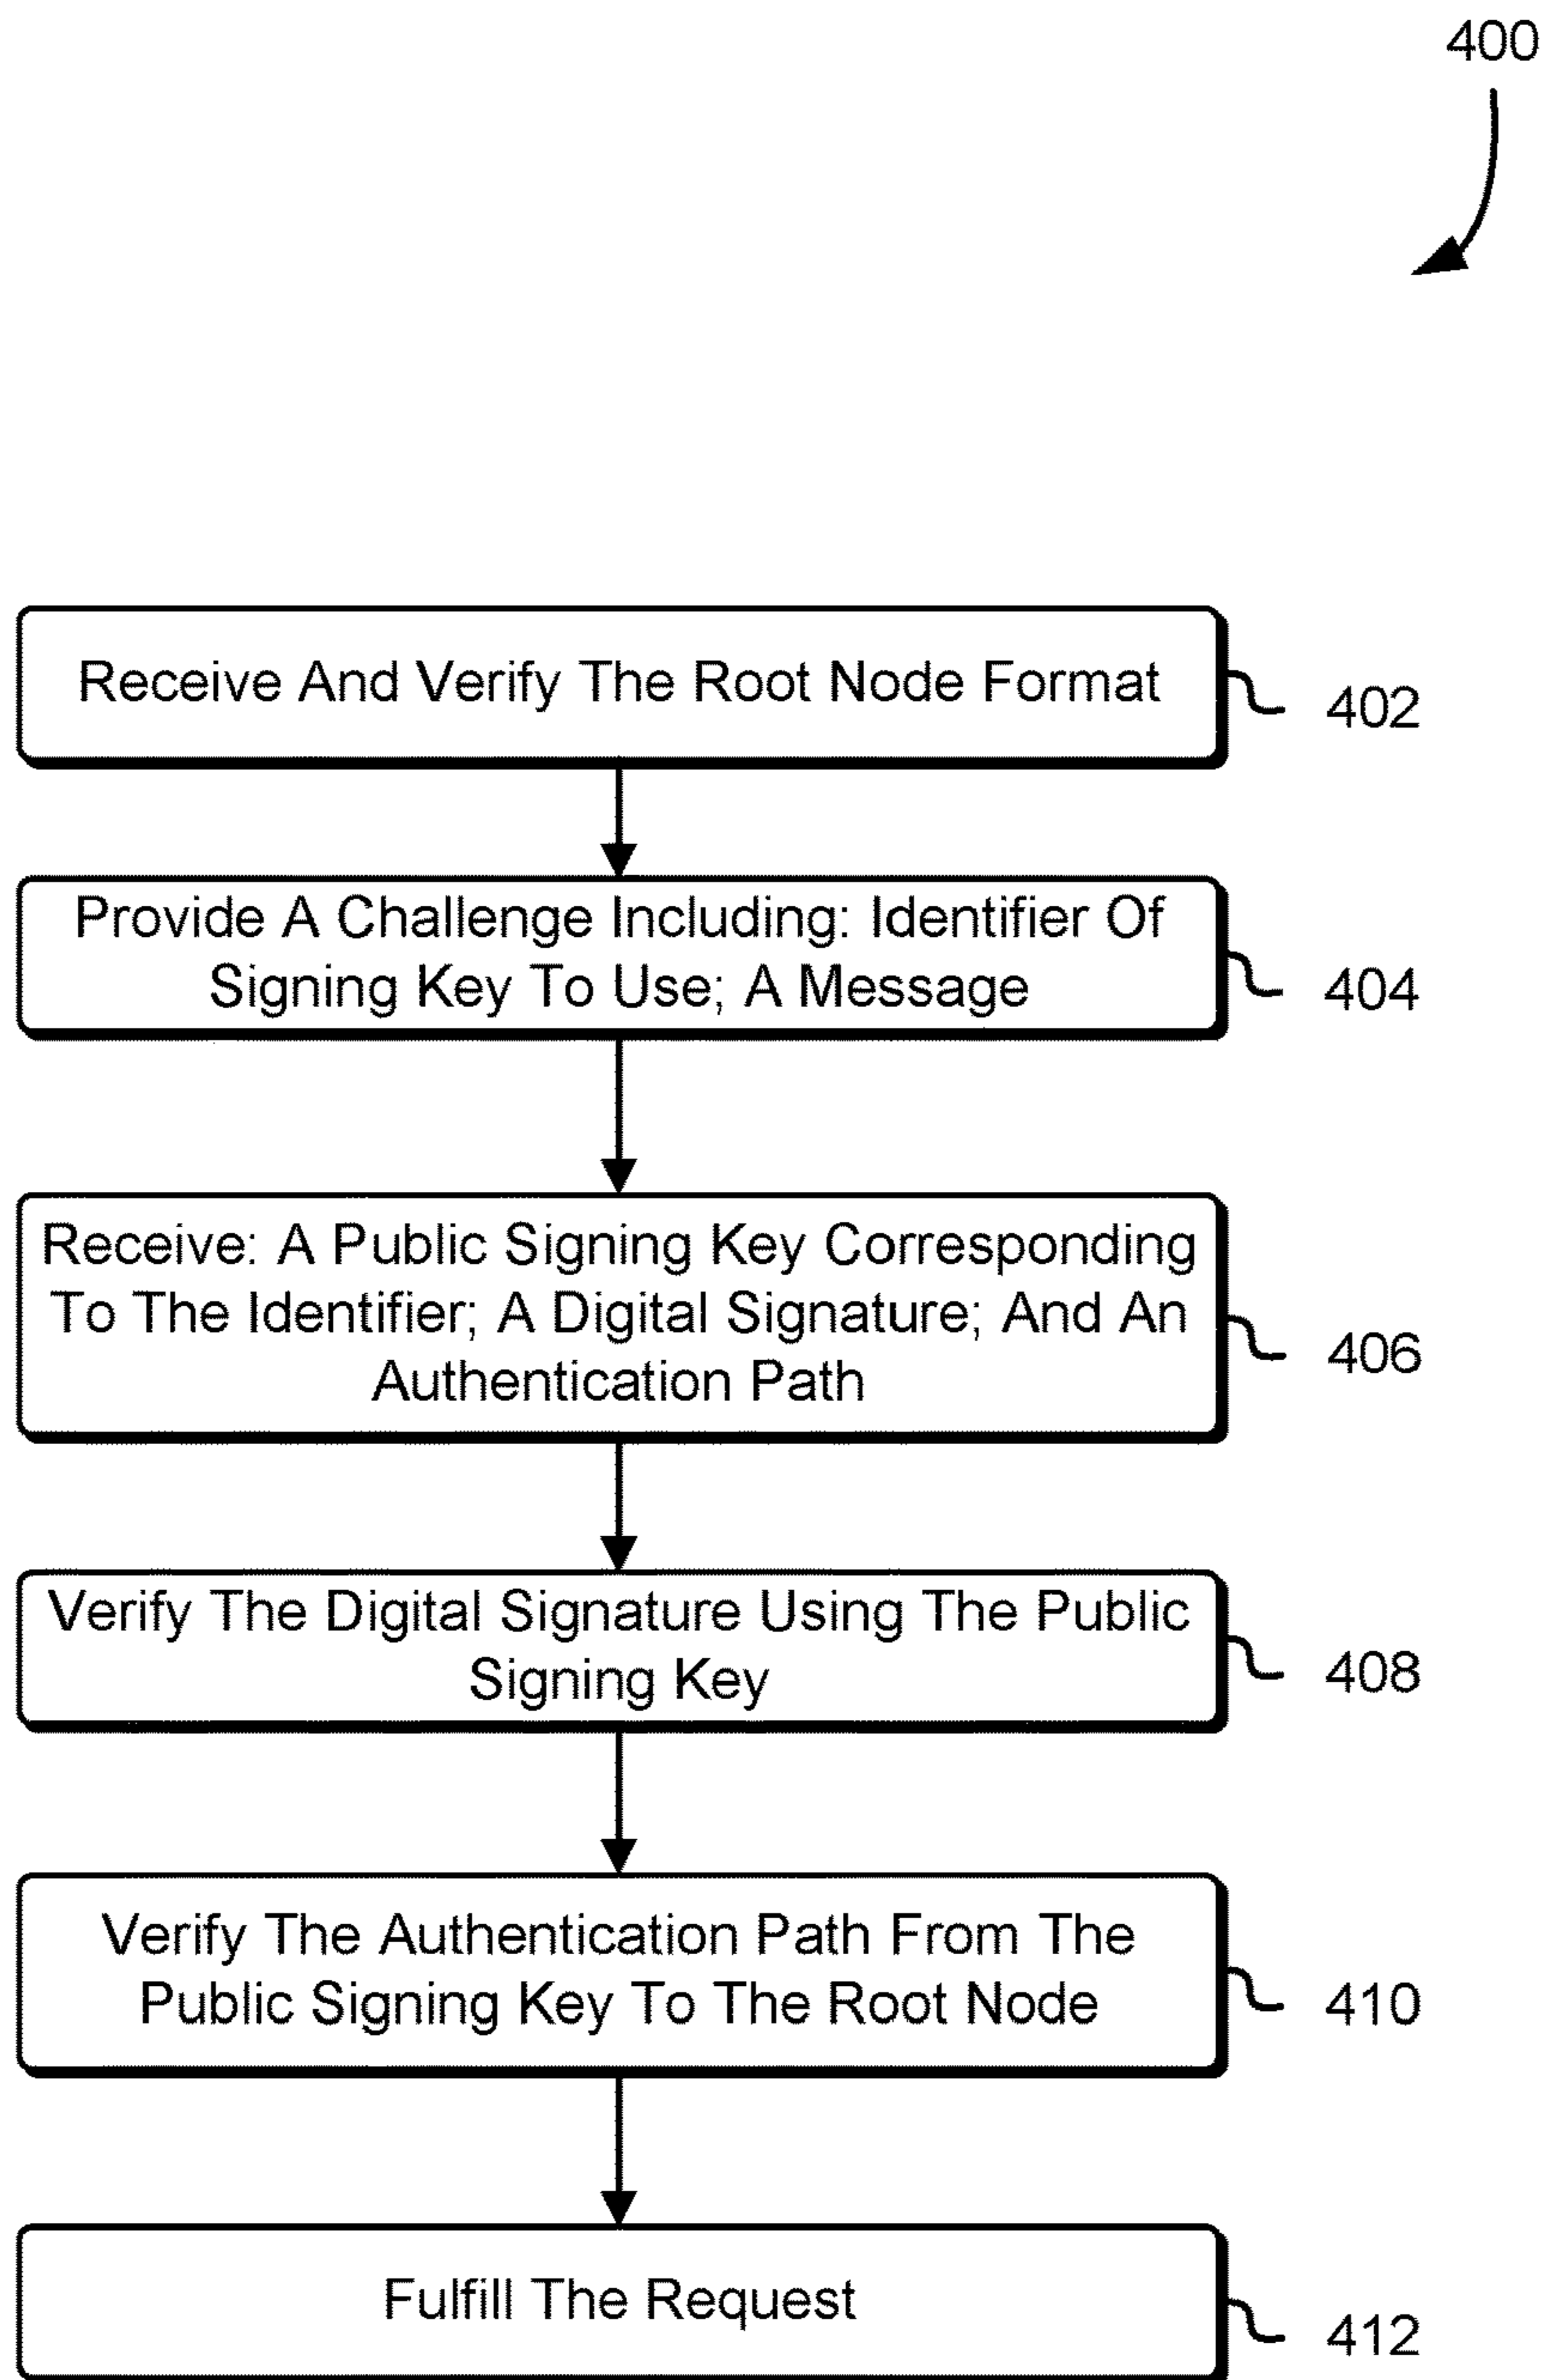 400
Receive And Verify The Root Node Format
402
Provide A Challenge Including: Identifier Of
Signing Key To Use; A Message
404
Receive: A Public Signing Key Corresponding
To The Identifier; A Digital Signature; And An
Authentication Path
406
Verify The Digital Signature Using The Public
Signing Key
408
Verify The Authentication Path From The
Public Signing Key To The Root Node
410
Fulfill The Request
412